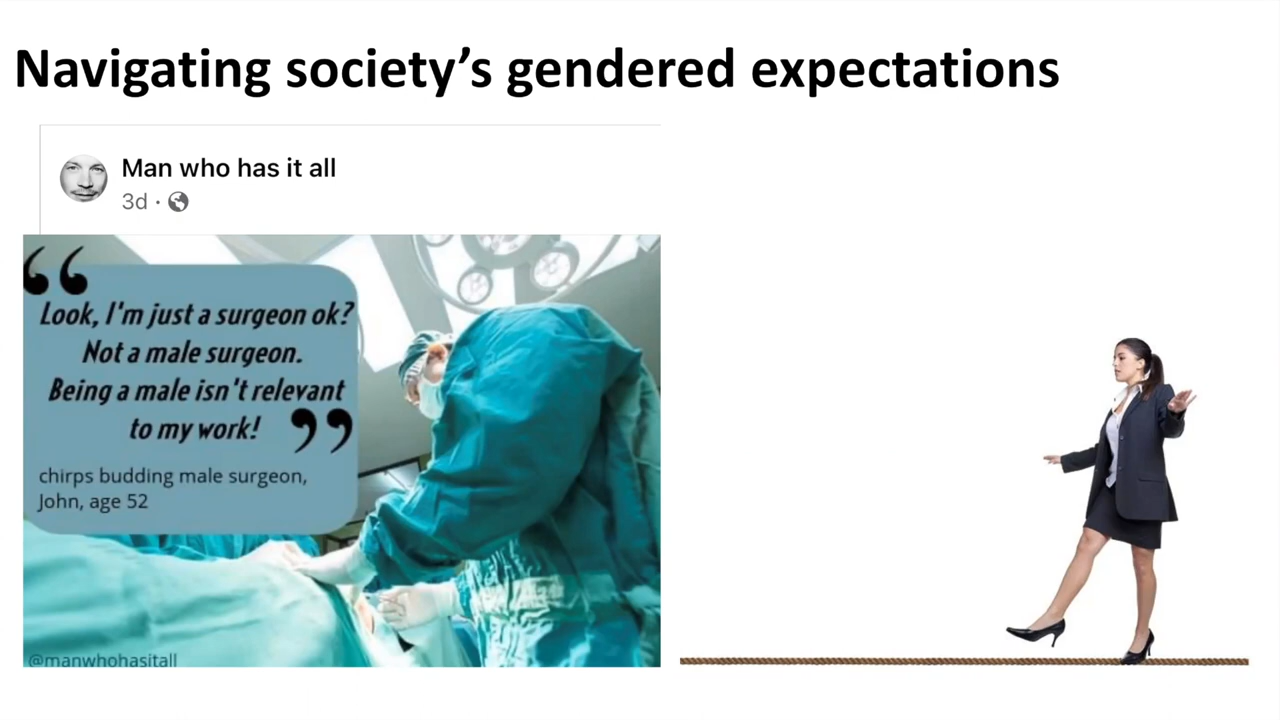 Navigating society’s gendered expectations
Man who has it all
3d ·
“
Look, I'm just a surgeon ok?
Not a male surgeon.
Being a male isn't relevant
to my work! ”
chirps budding male surgeon,
John, age 52
@manwhohasitall